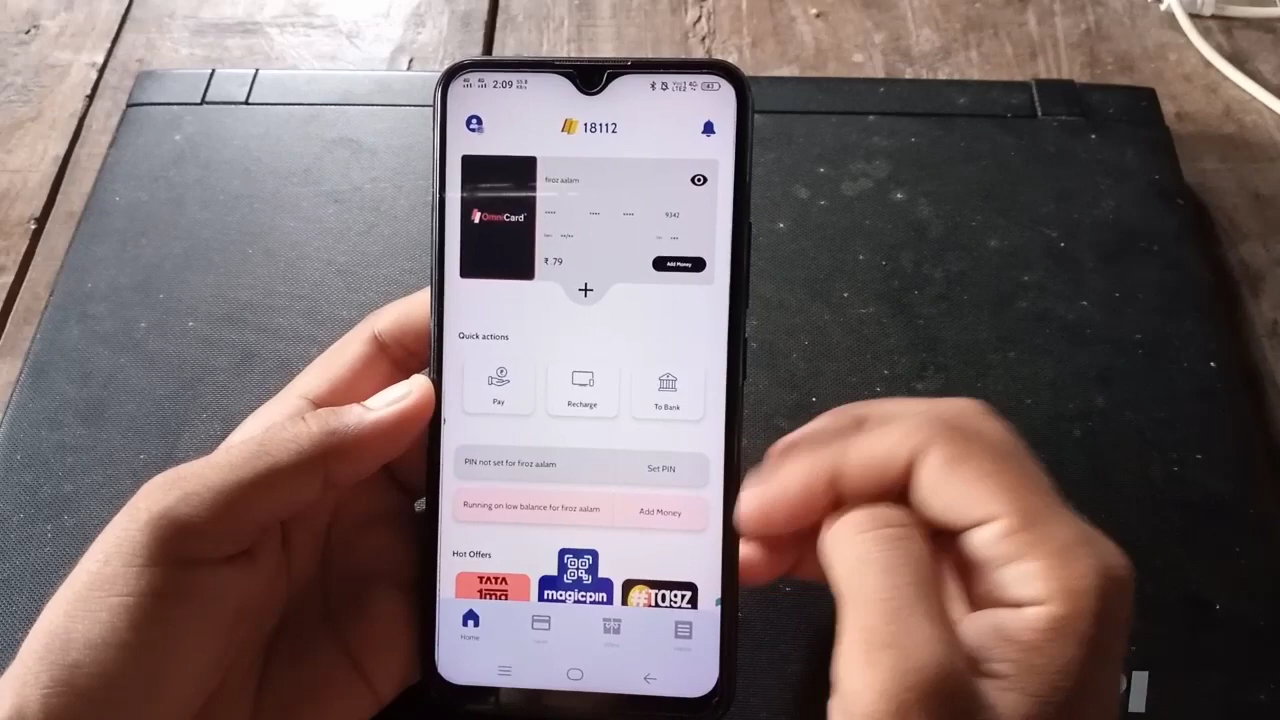 2:09
18112
firoz aalam
OmniCard
9342
₹ 79
Add Money
Quick actions
Pay
Recharge
To Bank
PIN not set for firoz aalam
Set PIN
Running on low balance for firoz aalam
Add Money
Hot Offers
TATA
1mg
magicpin
#TAGZ
Home